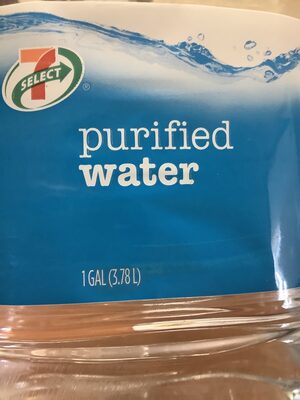 7
SELECT
®
purified
water
1 GAL (3.78 L)